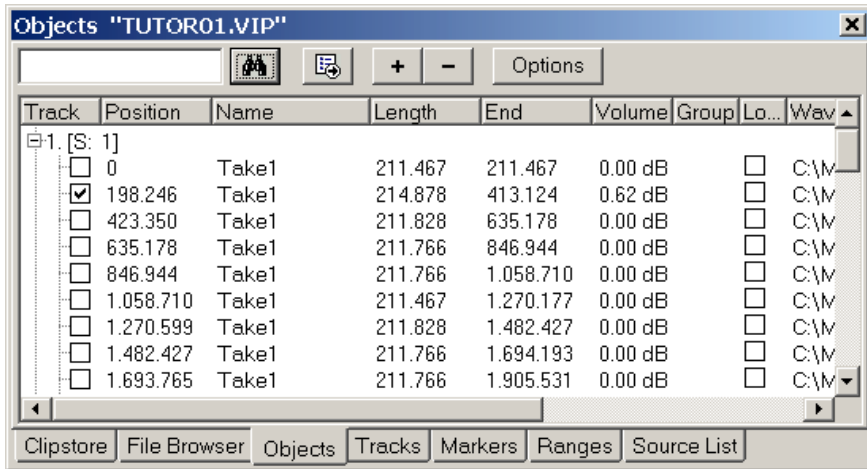 Objects "TUTOR01.VIP"
+ − Options
Track Position Name Length End Volume Group Lo... Wav
1. [S: 1]
0 Take1 211.467 211.467 0.00 dB C:\M
198.246 Take1 214.878 413.124 0.62 dB C:\M
423.350 Take1 211.828 635.178 0.00 dB C:\M
635.178 Take1 211.766 846.944 0.00 dB C:\M
846.944 Take1 211.766 1.058.710 0.00 dB C:\M
1.058.710 Take1 211.467 1.270.177 0.00 dB C:\M
1.270.599 Take1 211.828 1.482.427 0.00 dB C:\M
1.482.427 Take1 211.766 1.694.193 0.00 dB C:\M
1.693.765 Take1 211.766 1.905.531 0.00 dB C:\M
Clipstore File Browser Objects Tracks Markers Ranges Source List